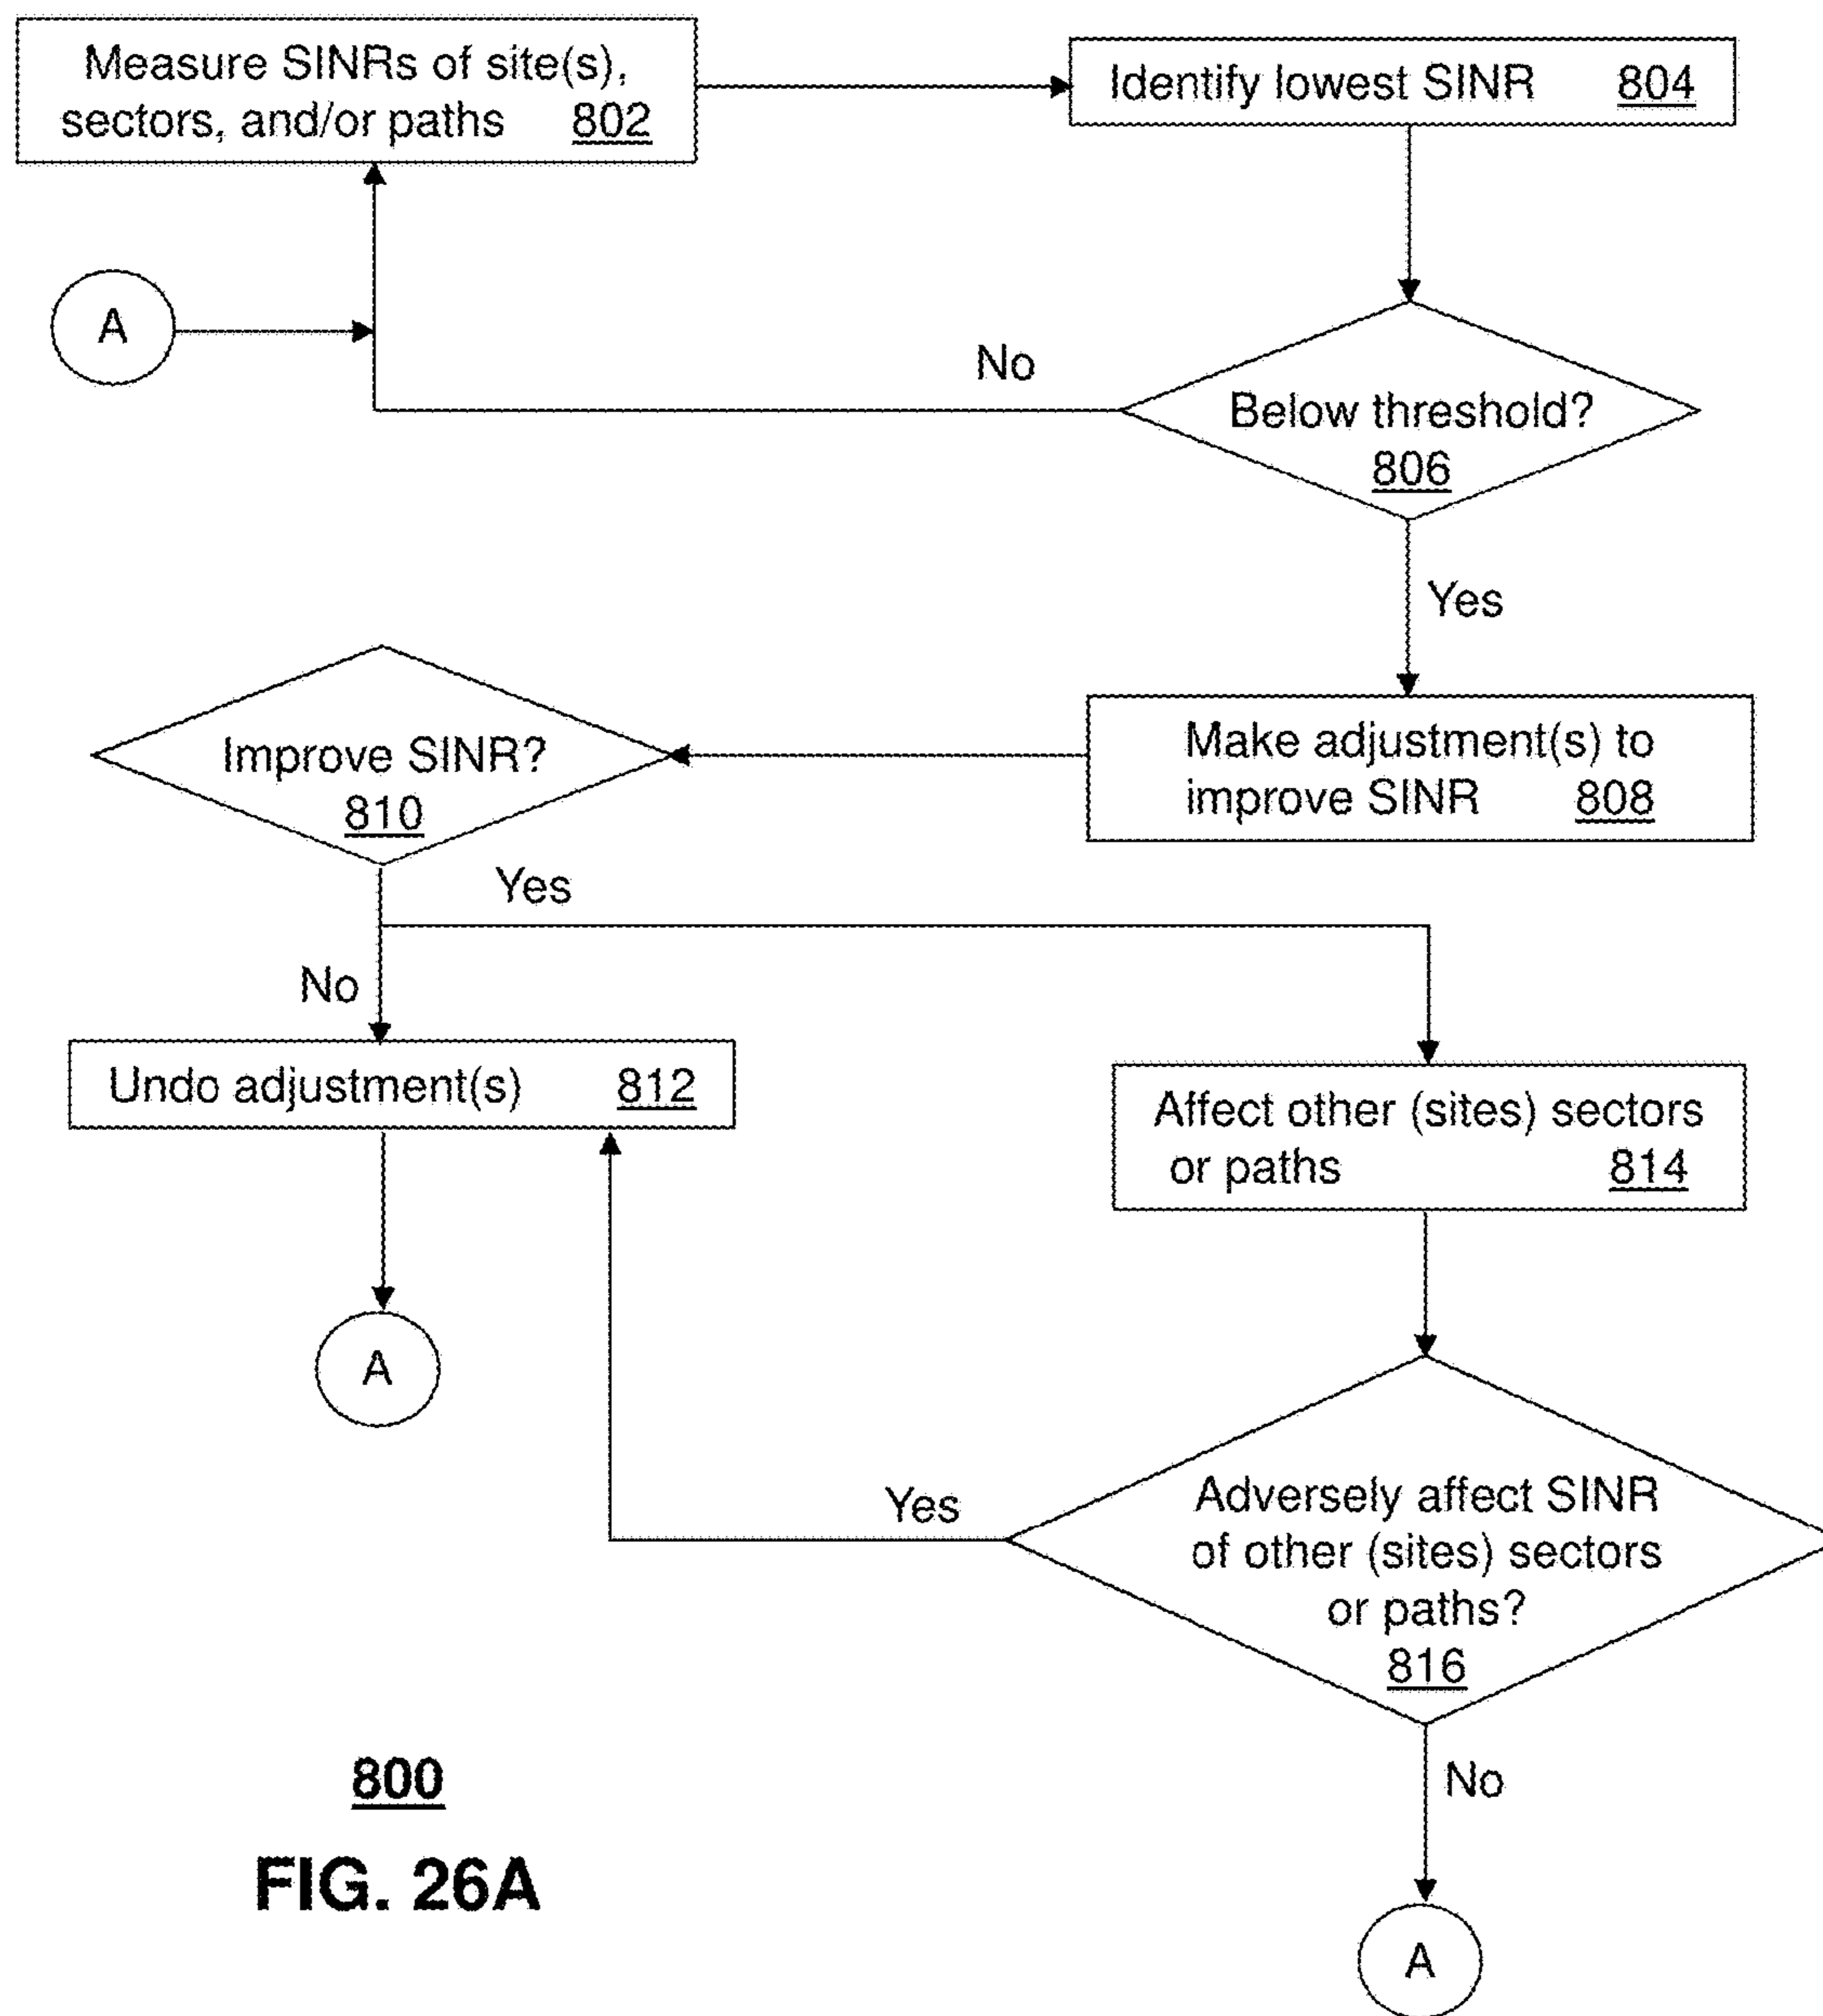 Measure SINRs of site(s),
sectors, and/or paths 802
Identify lowest SINR 804
A
No
Below threshold?
806
Yes
Improve SINR?
810
Make adjustment(s) to
improve SINR 808
Yes
No
Undo adjustment(s) 812
Affect other (sites) sectors
or paths 814
A
Yes
Adversely affect SINR
of other (sites) sectors
or paths?
816
No
800
FIG. 26A
A